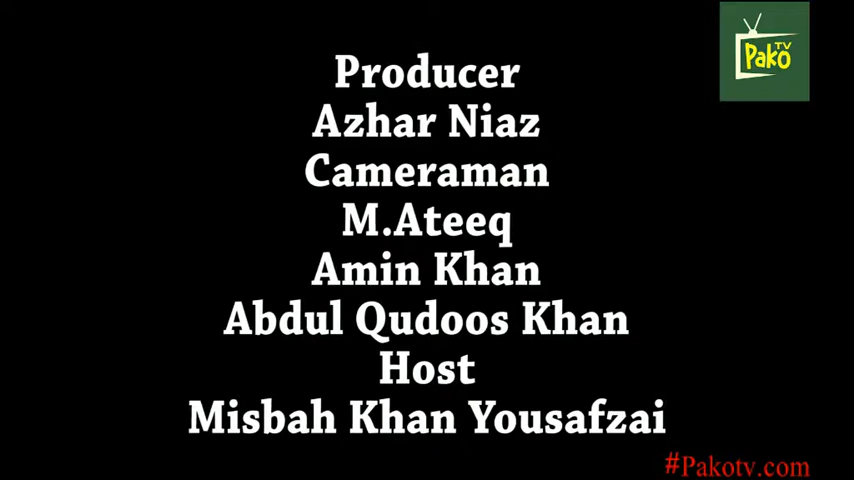 Producer
Azhar Niaz
Cameraman
M.Ateeq
Amin Khan
Abdul Qudoos Khan
Host
Misbah Khan Yousafzai
Pako TV
#Pakotv.com